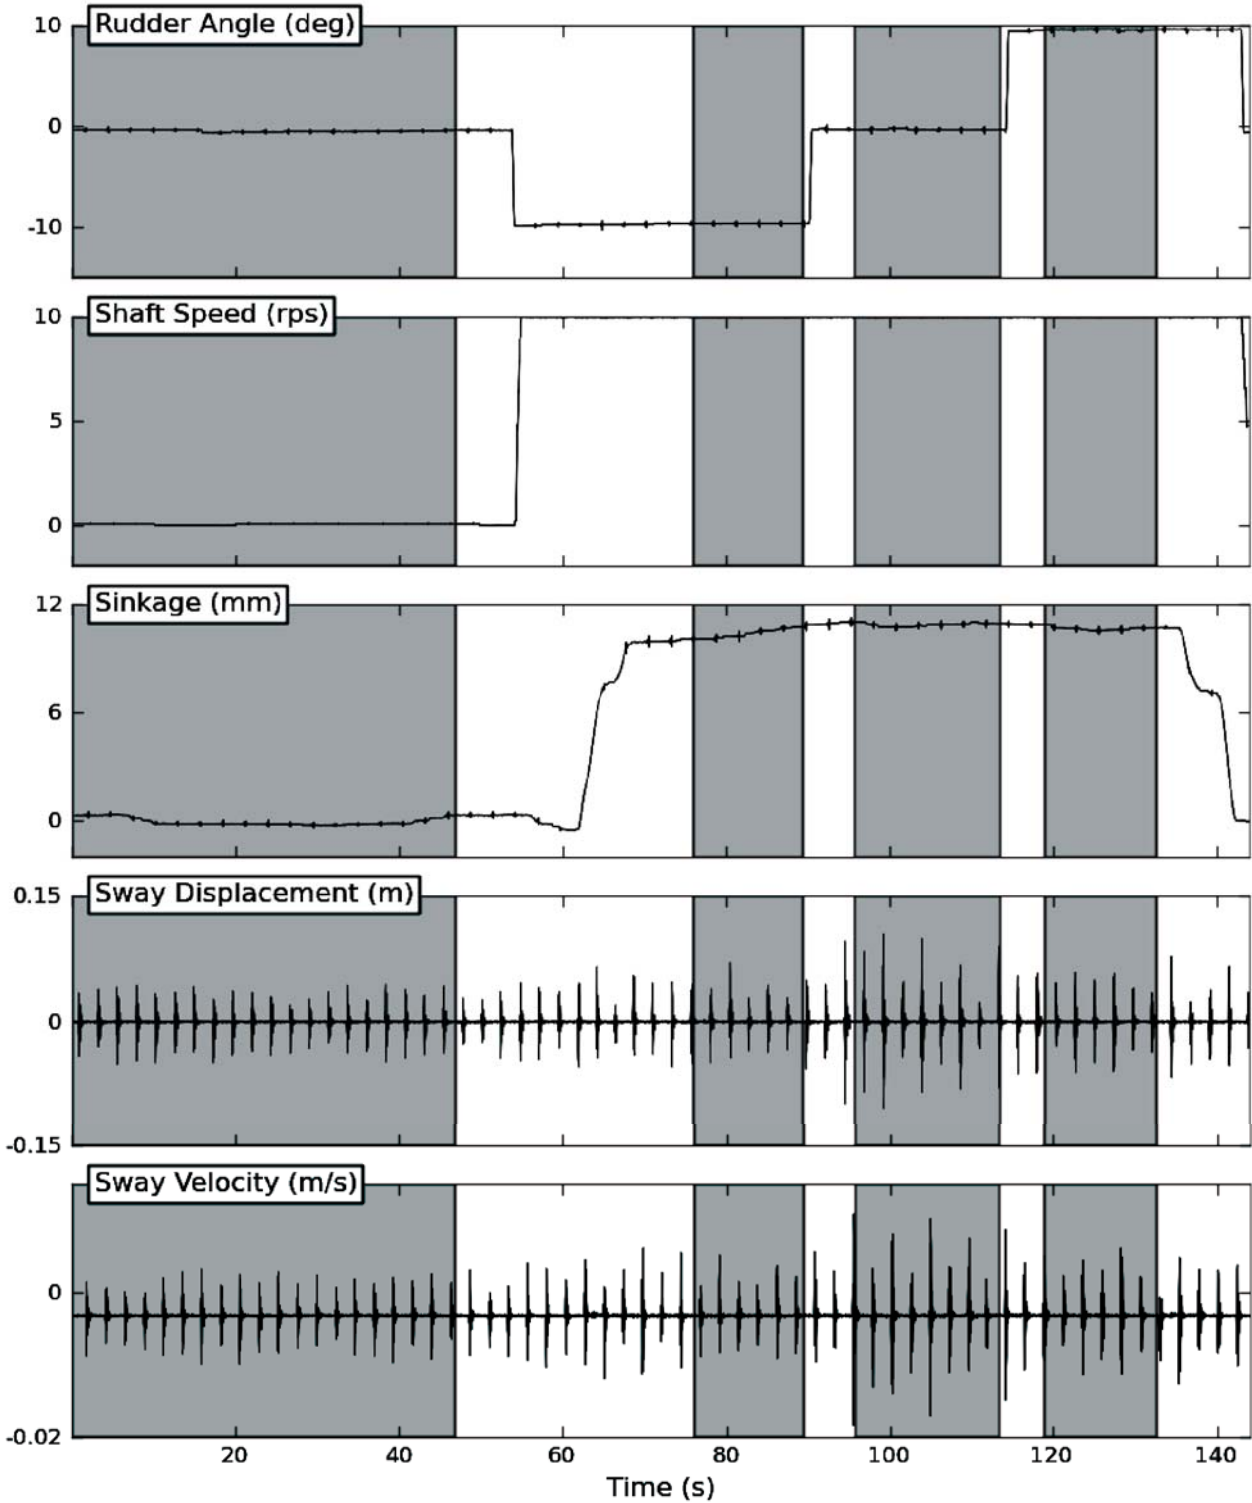 Rudder Angle (deg)
10
0
-10
Shaft Speed (rps)
10
5
0
Sinkage (mm)
12
6
0
Sway Displacement (m)
0.15
0
-0.15
Sway Velocity (m/s)
0
-0.02
20 40 60 80 100 120 140
Time (s)